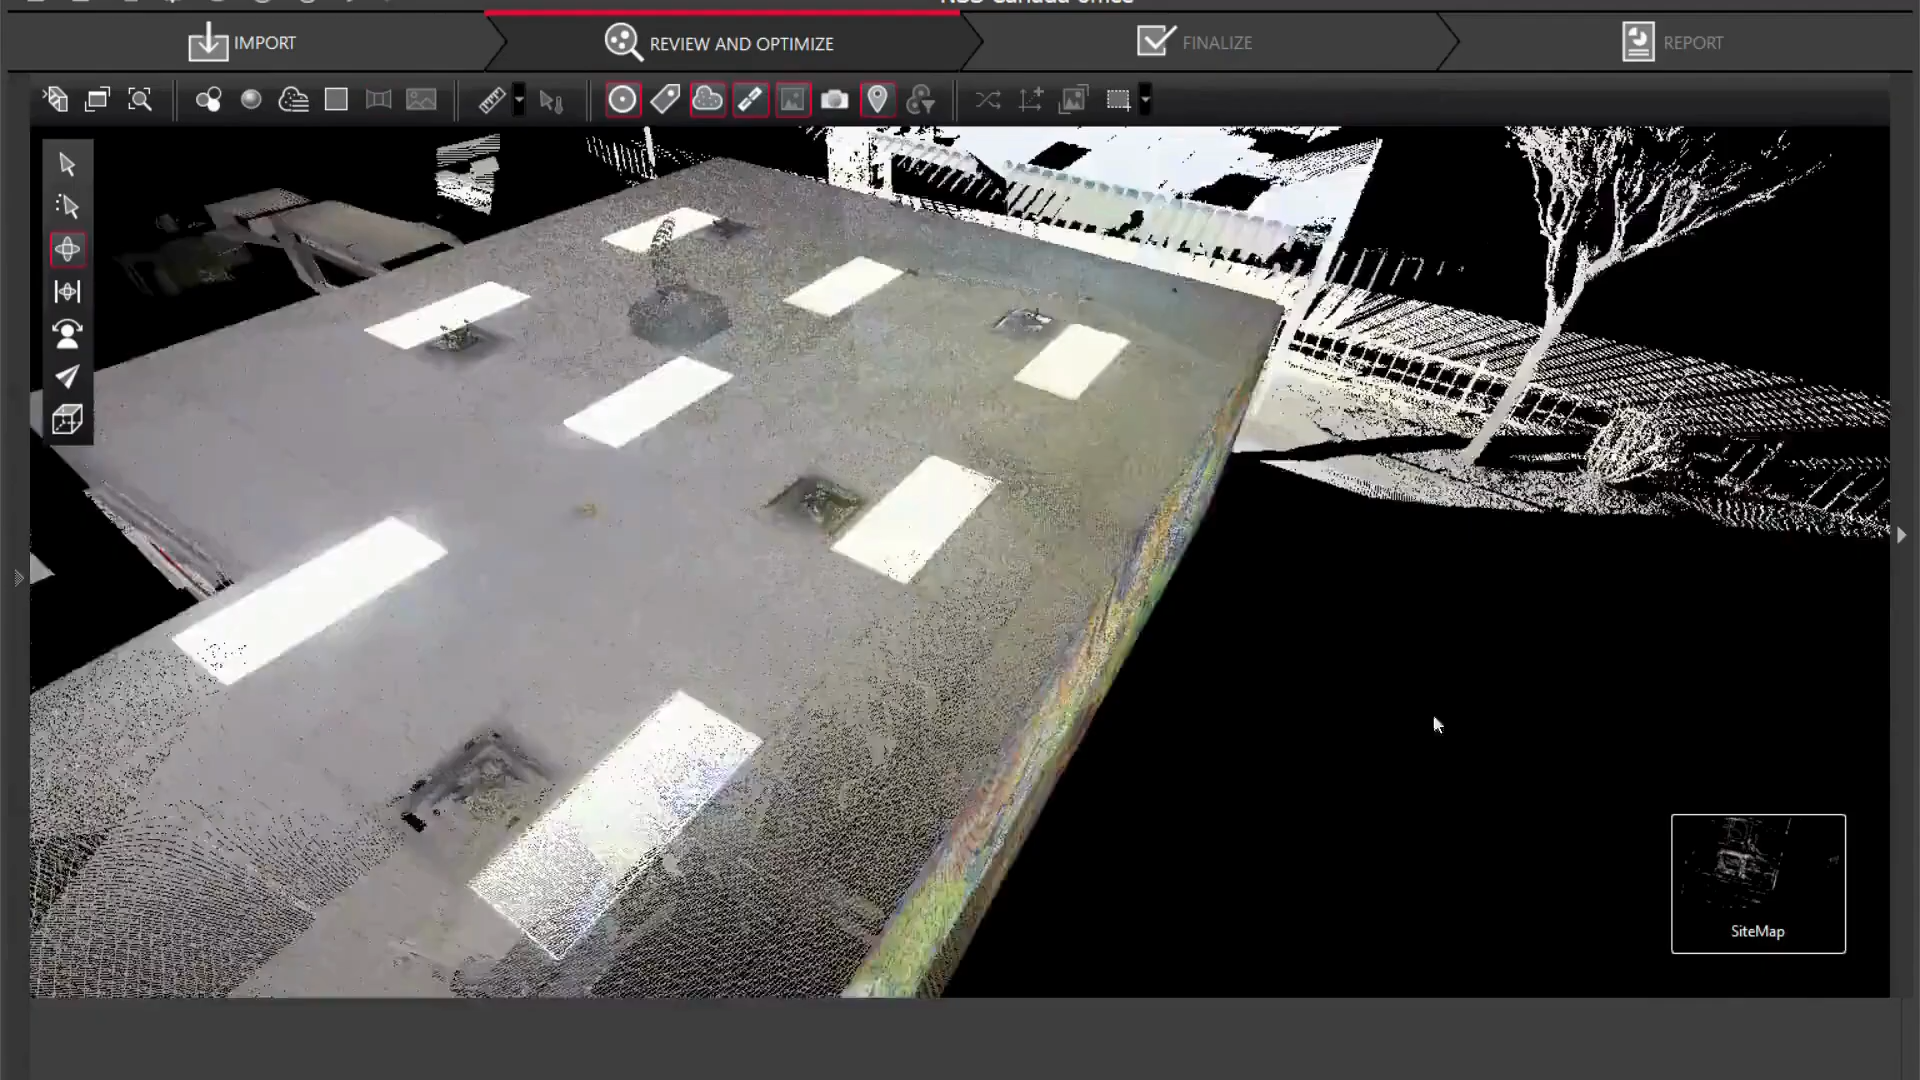 IMPORT
REVIEW AND OPTIMIZE
FINALIZE
REPORT
SiteMap